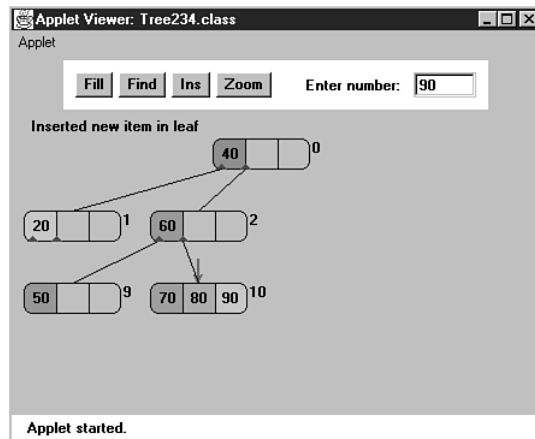 Applet Viewer: Tree234.class
Applet
Fill Find Ins Zoom Enter number: 90
Inserted new item in leaf
40 0
20 1 60 2
50 9 70 80 90 10
Applet started.